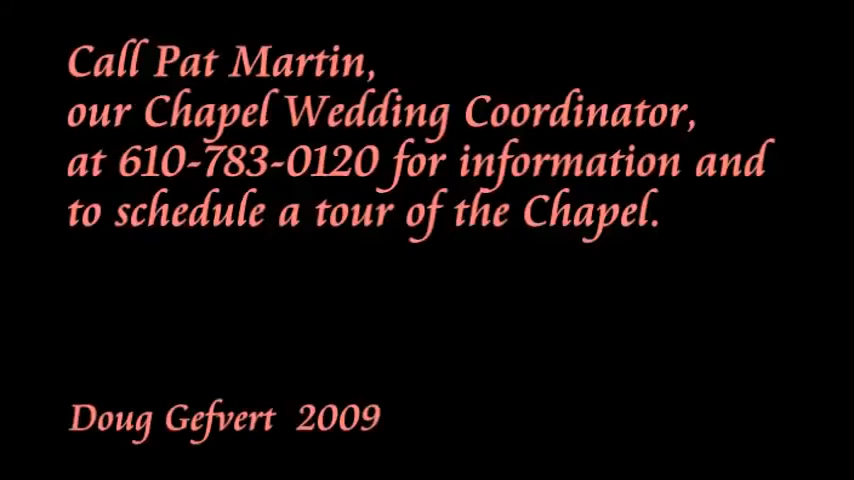 Call Pat Martin,
our Chapel Wedding Coordinator,
at 610-783-0120 for information and
to schedule a tour of the Chapel.
Doug Gefvert 2009